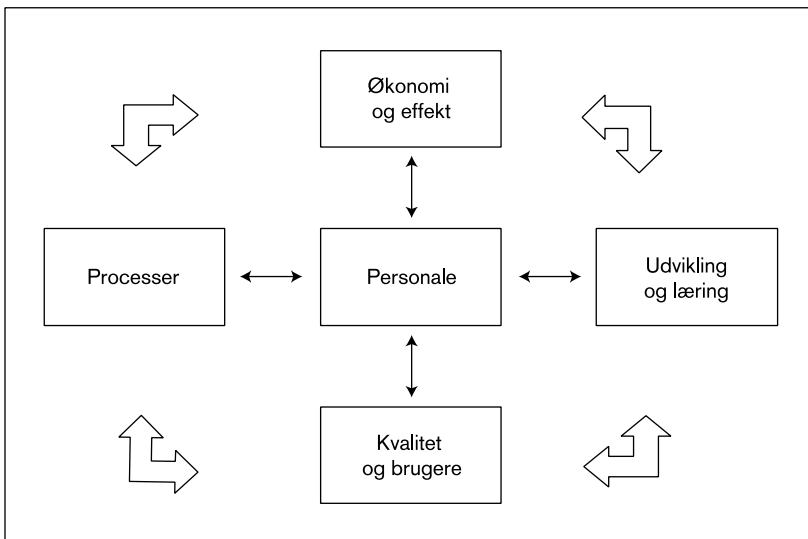 Økonomi
og effekt
Processer
Personale
Udvikling
og læring
Kvalitet
og brugere